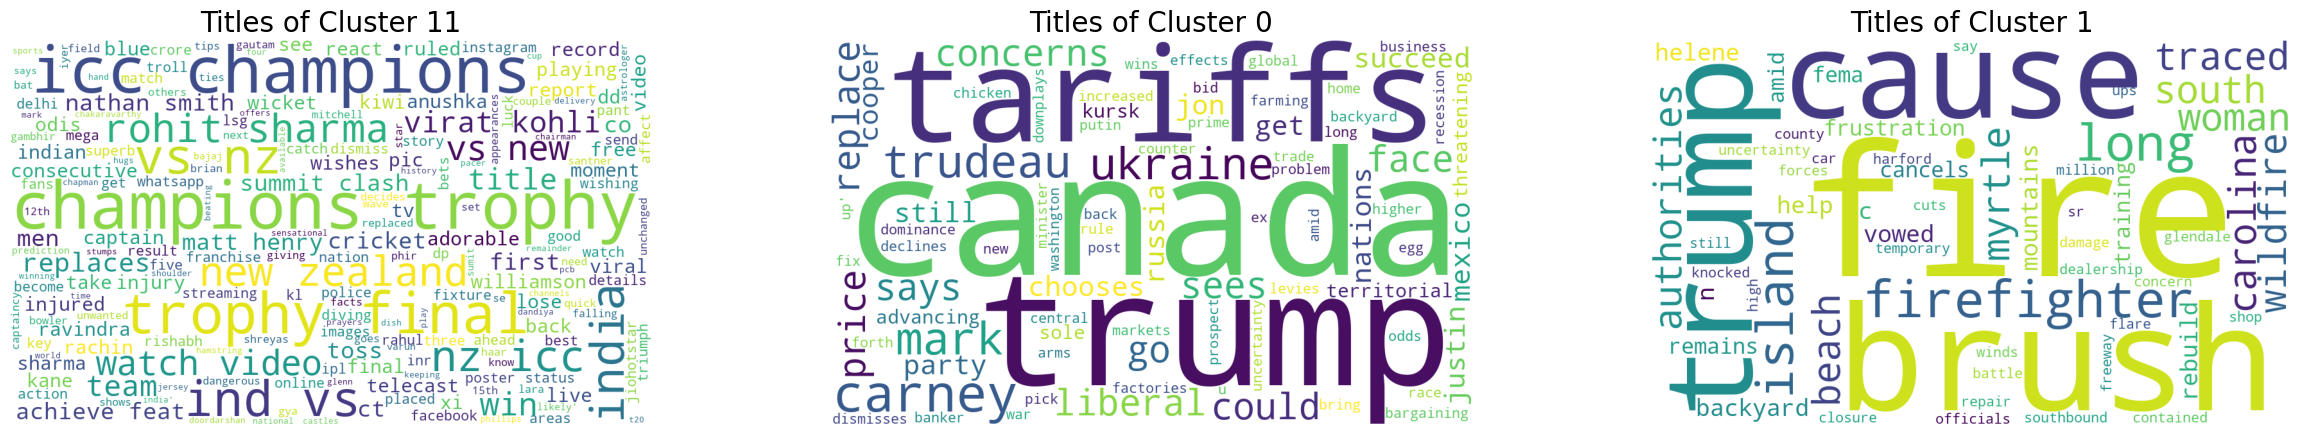 Titles of Cluster 11
sports
iyer
field
crore
tips
gautam
four
see
react
ruled
instagram
record
says
blue
troll
ties
cup
astrologer
video
icc champions
bat
hand
match
others
playing
report
affect
delhi
nathan smith
wicket
kiwi
anushka
luck
couple
delivery
dd
pant
mark
chakaravarthy
lsg
offers
mitchell
odis
star
gambhir
mega
rohit sharma
next
available
virat kohli
co
chairman
appearances
indian
superb
vs nz
catch
dismiss
story
vs new
free
send
hugs
bajaj
brian
wishes
pic
pacer
history
bets
santner
moment
consecutive
fans
get
whatsapp
chapman
beating
summit clash
title
wishing
champions trophy
12th
decides
wave
tv
set
replaced
unchanged
men
captain
matt henry
sensational
cricket
adorable
good
watch
prediction
stumps
result
giving
nation
phir
dp
remainder
replaces
five
franchise
new zealand
first
sumit
need
pcb
viral
winning
shoulder
become
take
injury
williamson
details
time
streaming
kl
police
facts
fixture
se
lose
channels
quick
injured
captaincy
bowler
unwanted
trophy final
diving
prayers
dish
play
dandiya
falling
india
ravindra
images
goes
varun
back
key
rachin
rishabh
shreyas
rahul
three
ahead
best
jiohotstar
triumph
world
hamstring
toss
haar
inr
know
sharma
watch video
ipl
final
nz icc
kane
team
jersey
dangerous
online
glenn
keeping
poster
status
action
shows
india'
ind vs
telecast
lara
placed
15th
live
win
likely'
achieve feat
gya
ct
xi
facebook
areas
doordarshan
national
castles
phillips
t20
Titles of Cluster 0
replace
cooper
concerns
wins
effects
global
business
succeed
tariffs
chicken
increased
bid
farming
home
recession
threatening
downplays
kursk
jon
putin
prime
get
backyard
long
trudeau
counter
ukraine
trade
problem
face
up'
canada
still
dominance
declines
new
minister
washington
back
rule
post
russia
ex
amid
nations
higher
egg
mexico
fix
price
says
chooses
sees
levies
territorial
advancing
central
sole
markets
prospect
uncertainty
odds
justin
forth
mark
trump
arms
go
party
carney
factories
u
race
dismisses
banker
war
pick
liberal
could
bring
bargaining
Titles of Cluster 1
helene
say
amid
fema
cause
ups
traced
south
woman
authorities
trump
county
frustration
uncertainty
car
harford
forces
cancels
myrtle
mountains
long
training
million
carolina
wildfire
help
fire
c
cuts
sr
vowed
temporary
damage
glendale
still
knocked
n
high
island
dealership
concern
beach
firefighter
shop
remains
flare
rebuild
winds
battle
freeway
brush
backyard
repair
closure
officials
southbound
contained